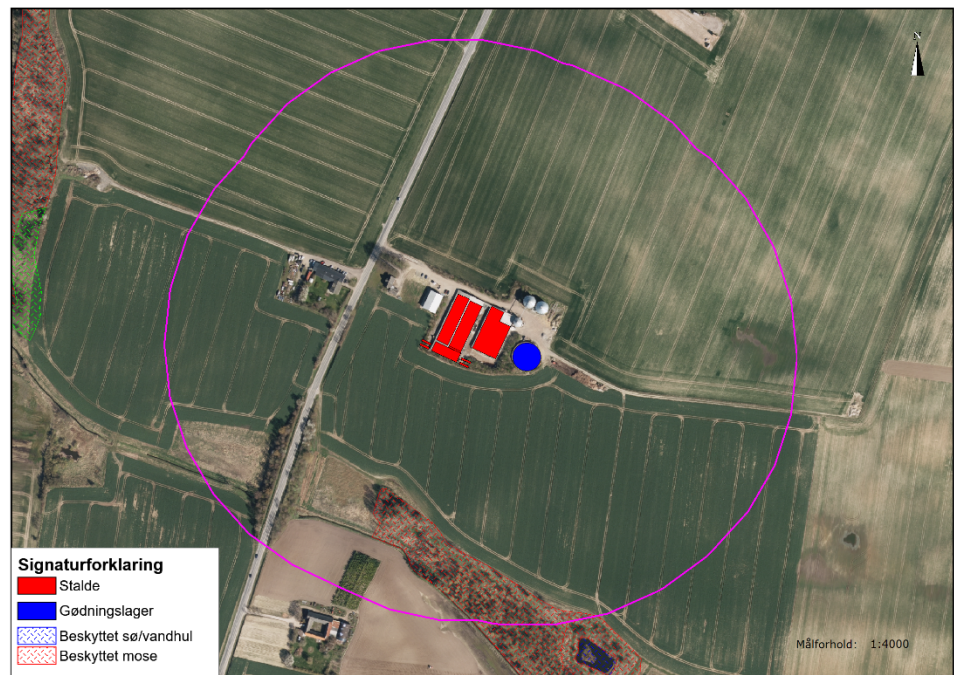 N
Signaturforklaring
Stalde
Gødningslager
Beskyttet sø/vandhul
Beskyttet mose
Målforhold: 1:4000